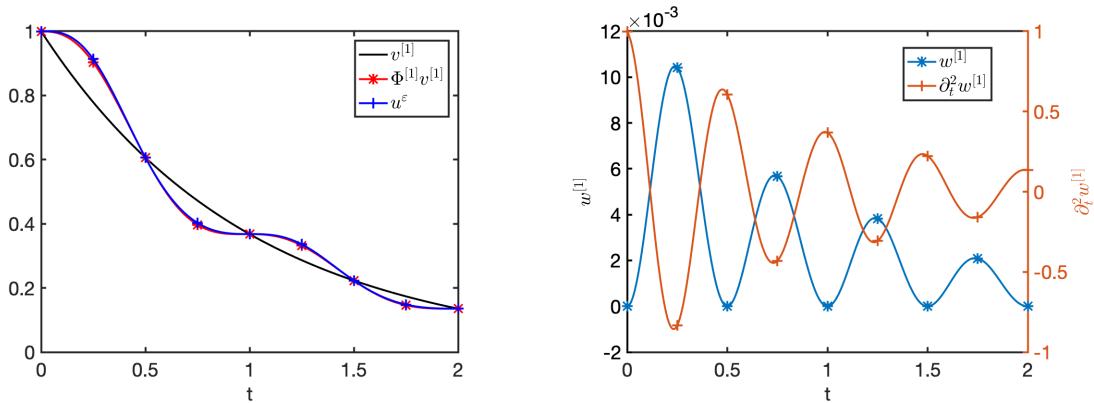 1
0.8
0.6
0.4
0.2
0
0 0.5 1 1.5 2
t
v^{[1]}
Φ^{[1]}v^{[1]}
u^ε
×10^{-3}
12
10
8
6
4
2
0
-2
w^{[1]}
0 0.5 1 1.5 2
t
w^{[1]}
∂_t^2 w^{[1]}
1
0.5
0
-0.5
-1
∂_t^2 w^{[1]}